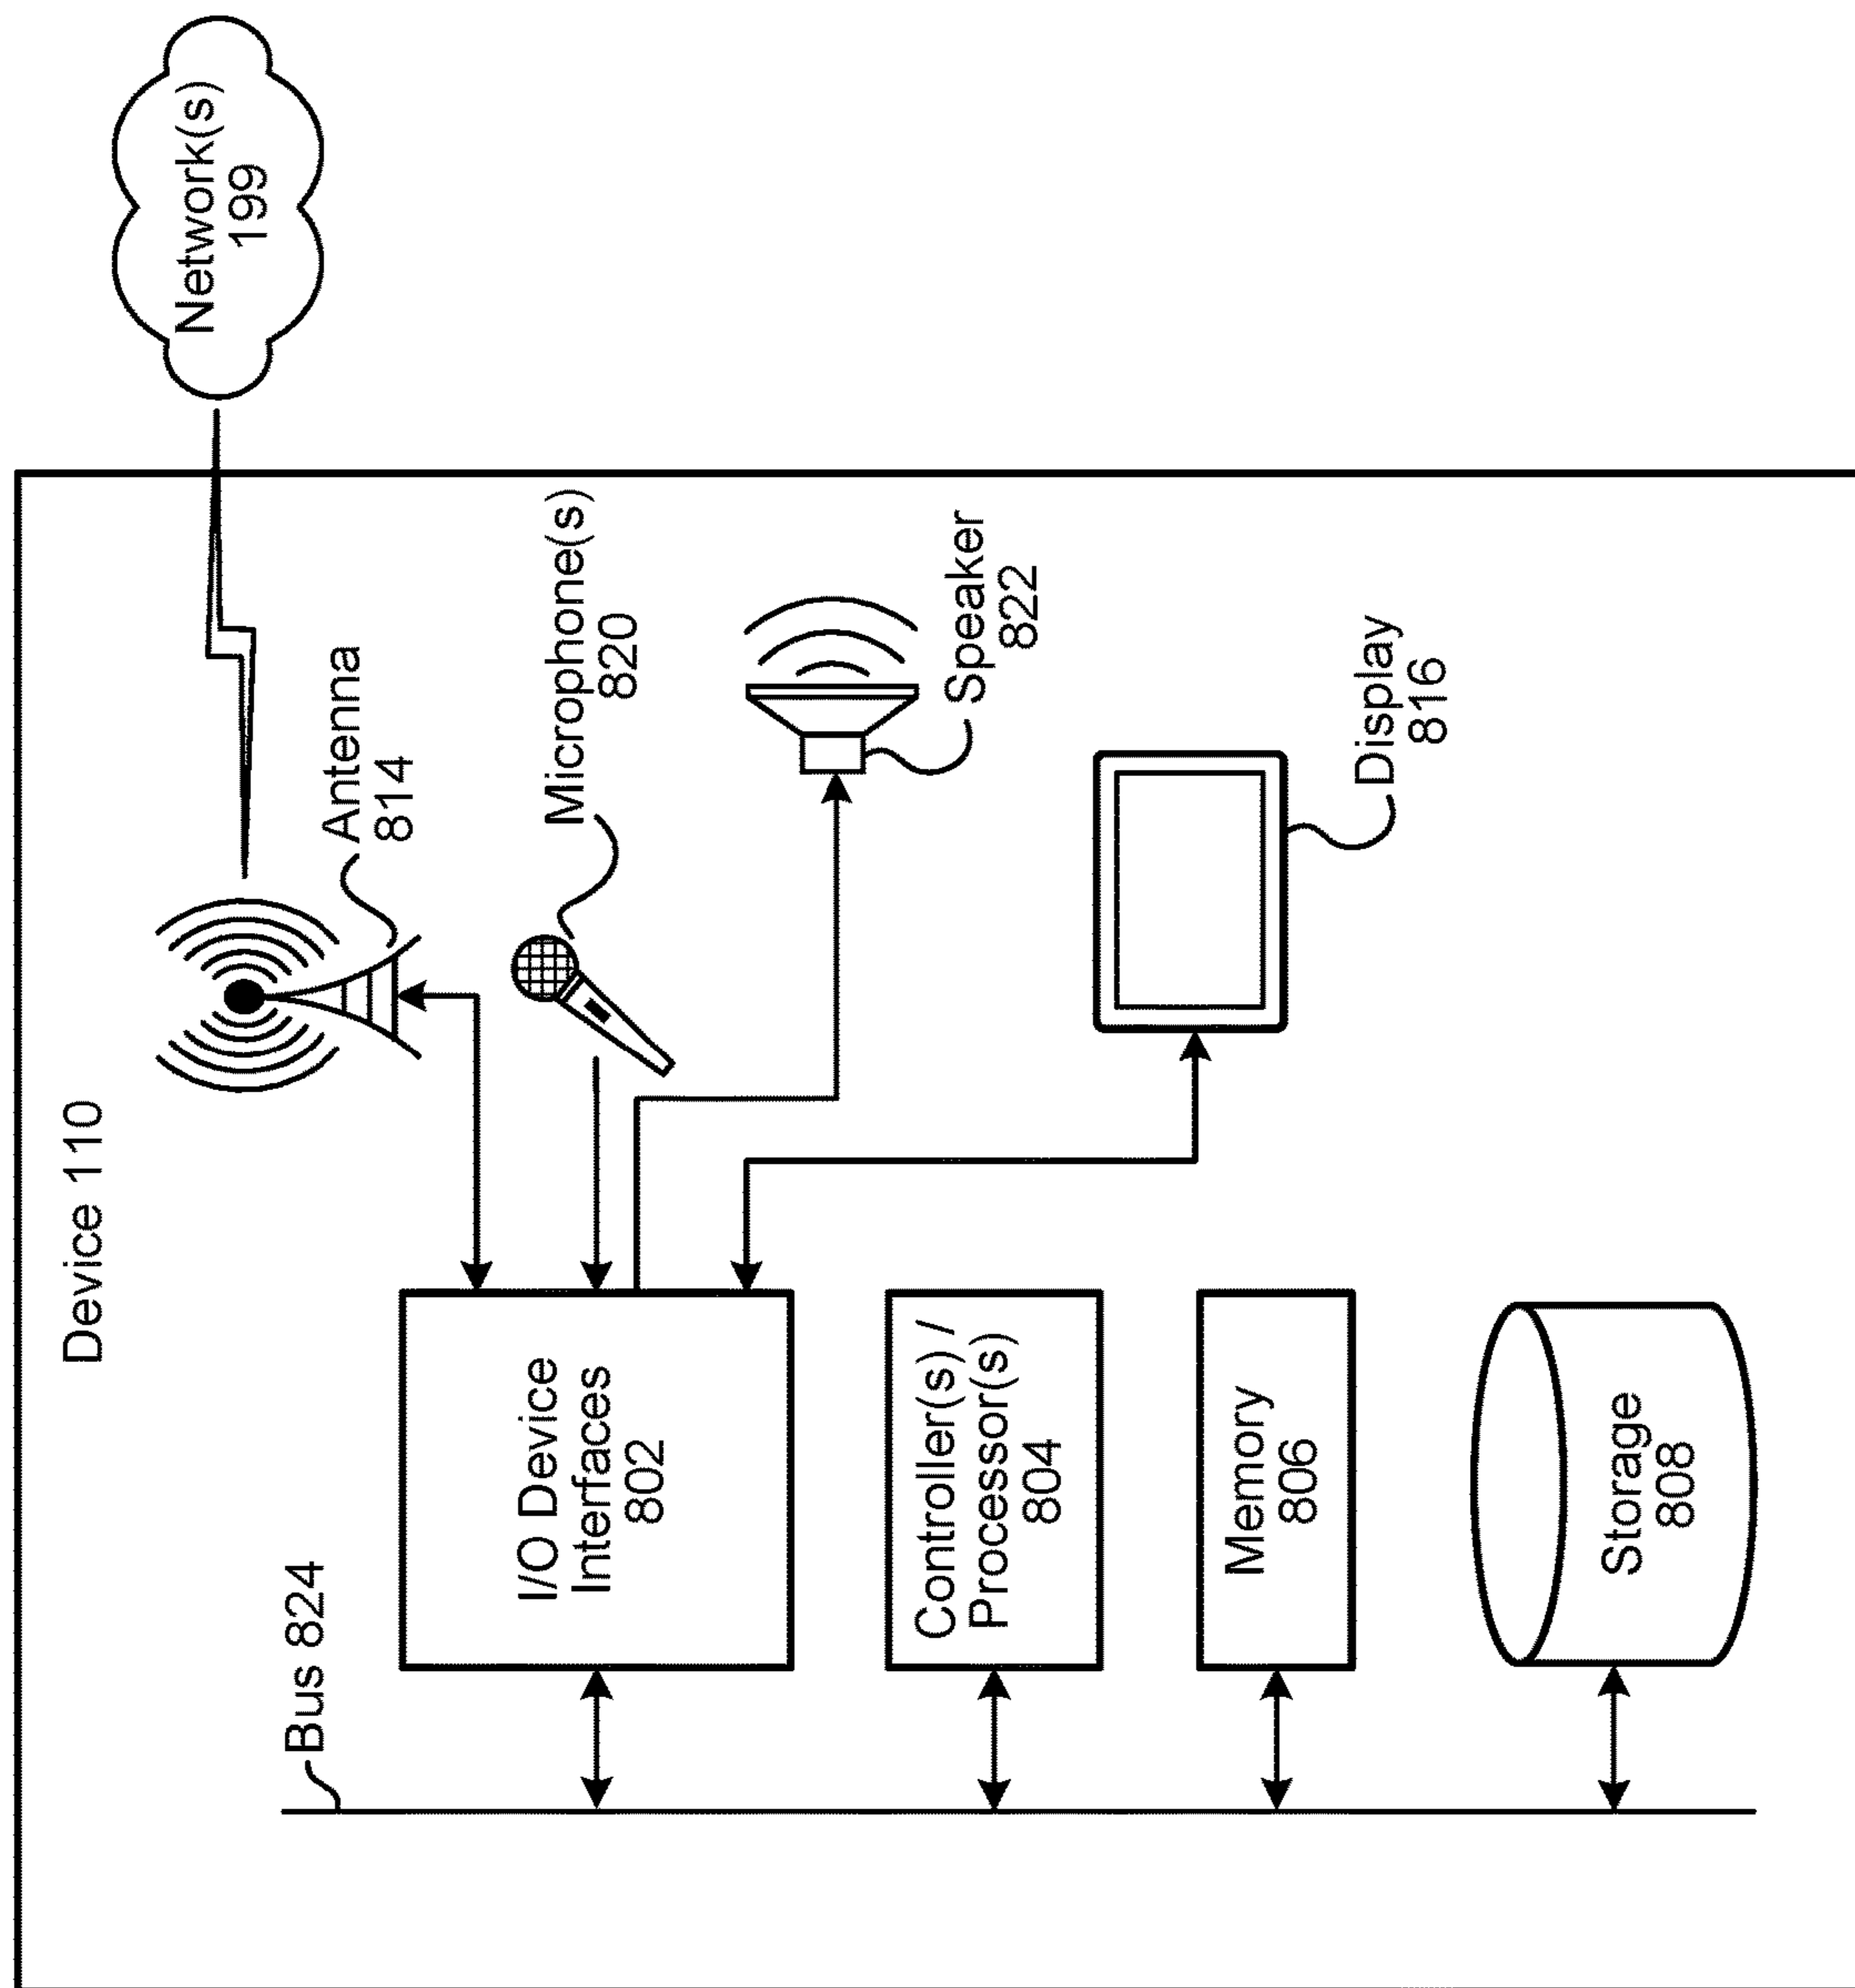 Device 110
Network(s)
199
Antenna
814
Bus 824
I/O Device
Interfaces
802
Microphone(s)
820
Speaker
822
Controller(s) /
Processor(s)
804
Display
816
Memory
806
Storage
808